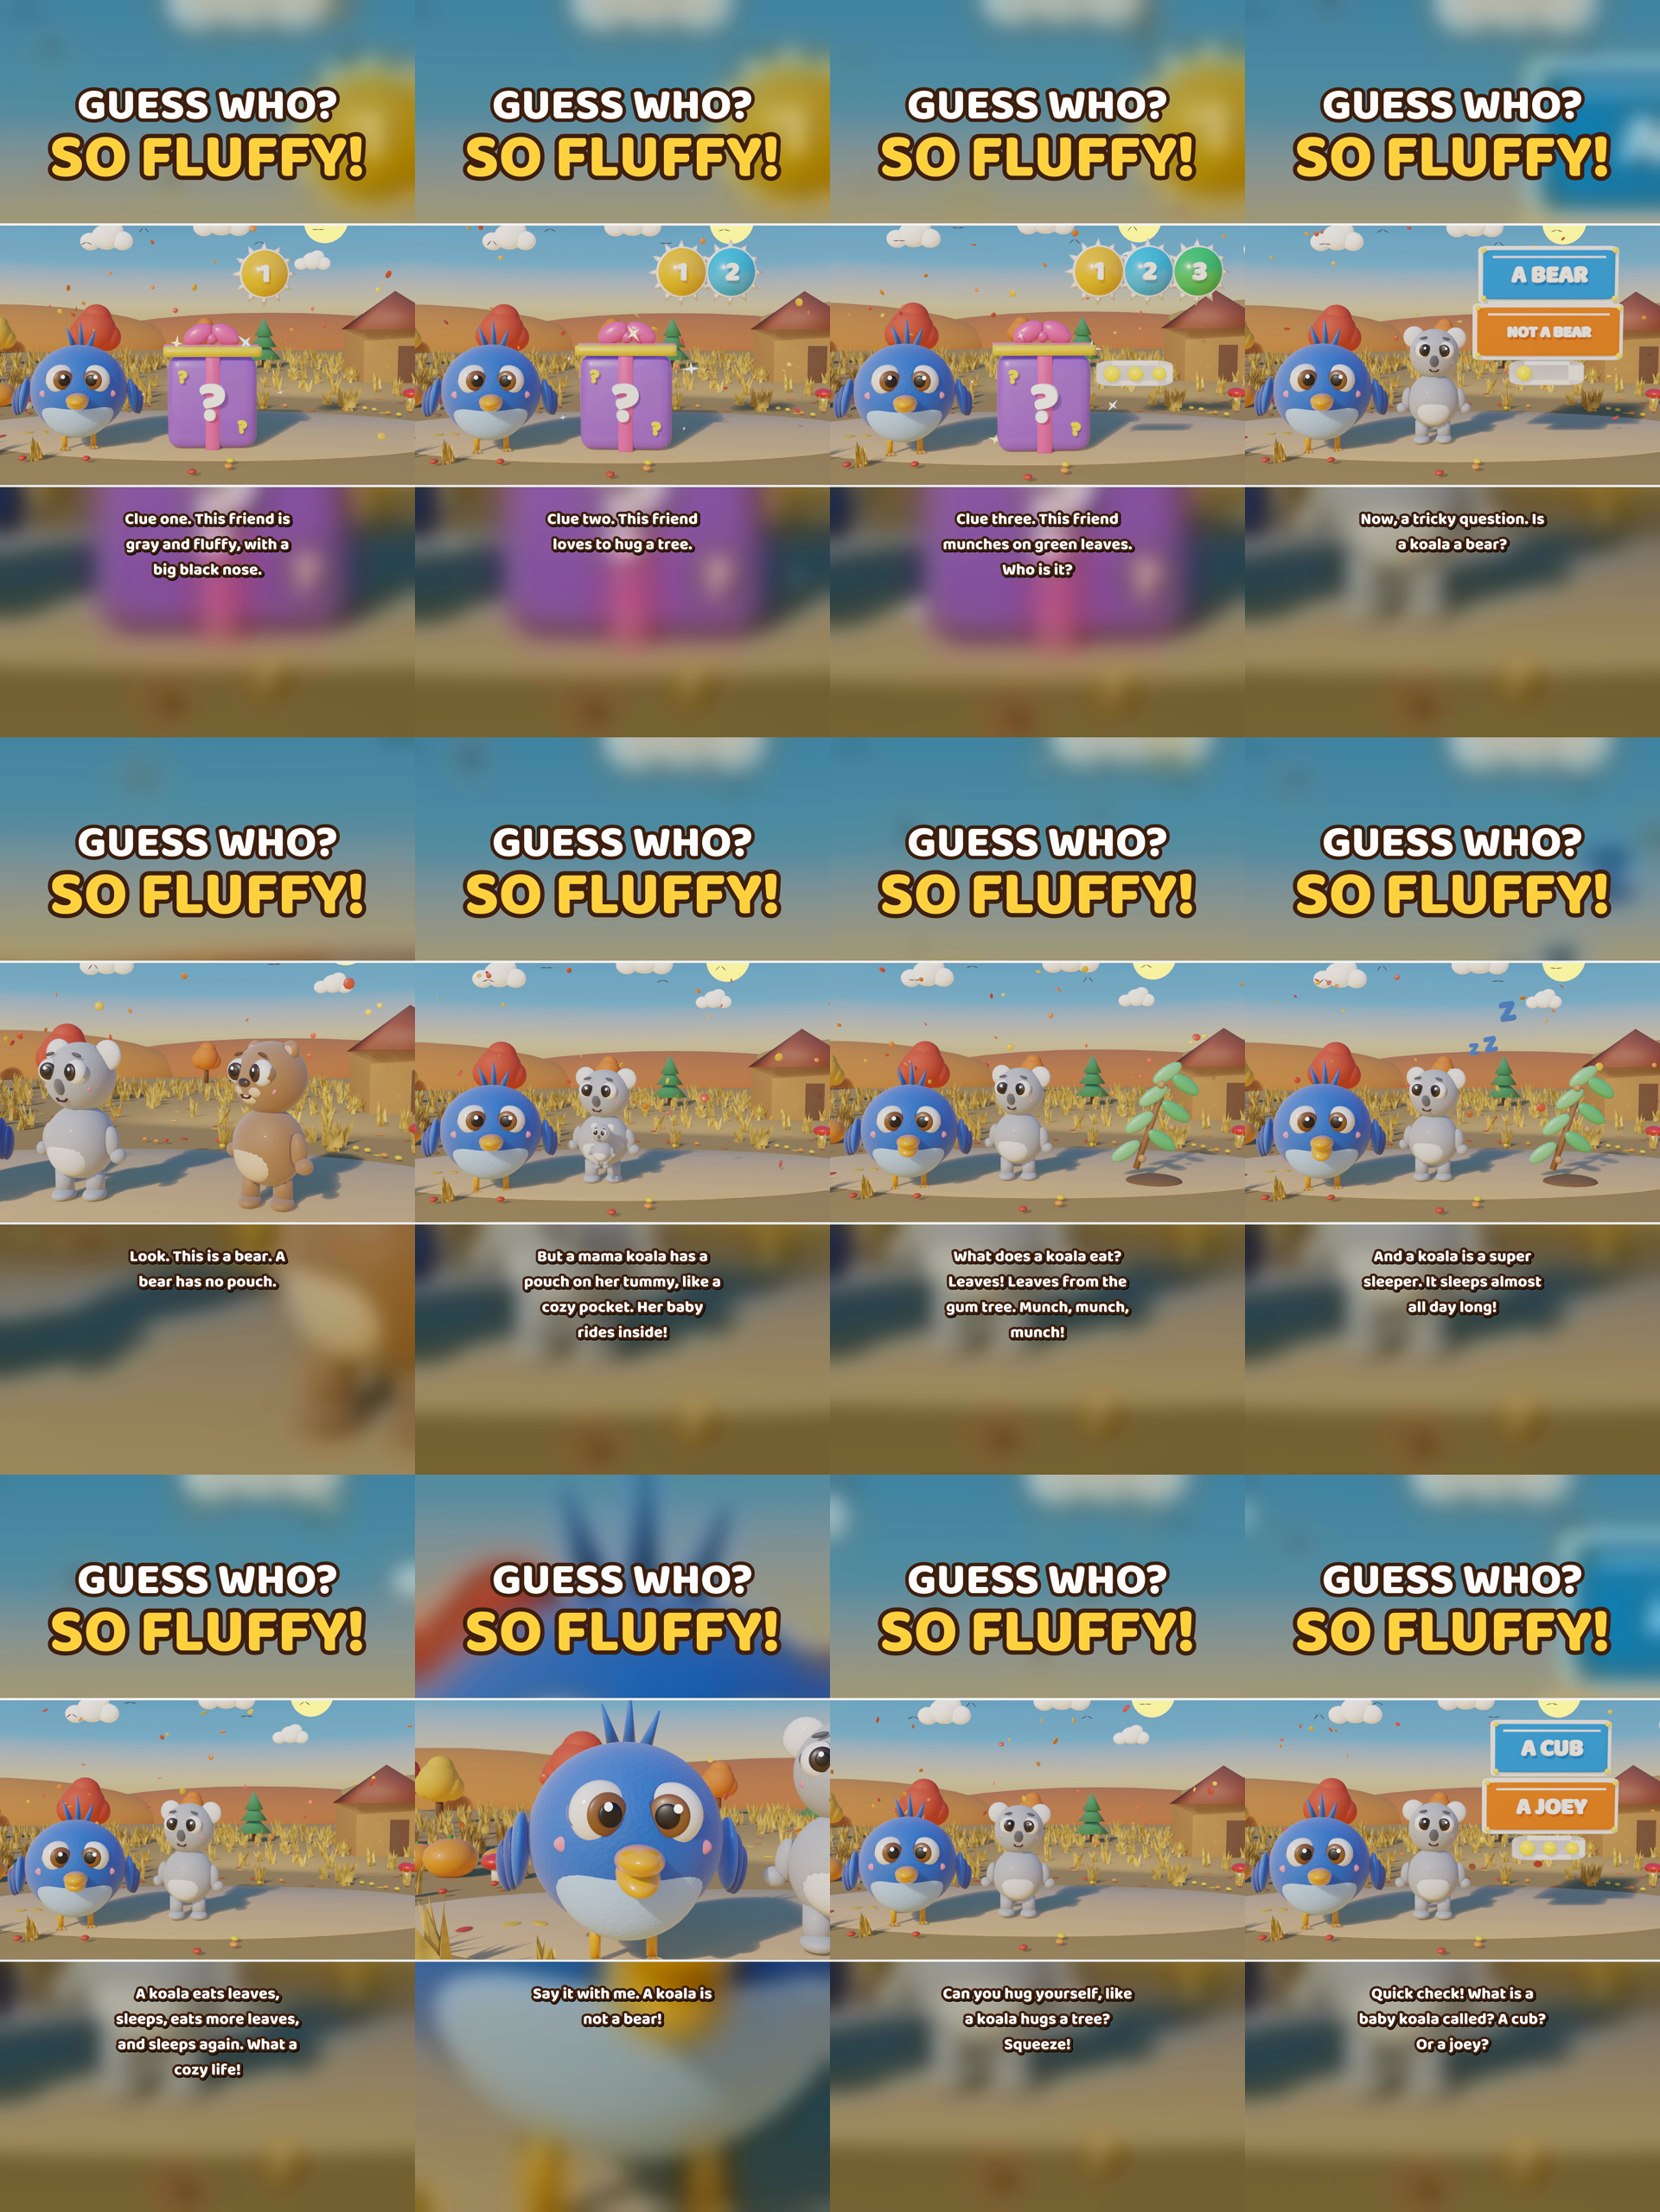 GUESS WHO?
SO FLUFFY!
1
?
?
?
Clue one. This friend is
gray and fluffy, with a
big black nose.
GUESS WHO?
SO FLUFFY!
1 2
?
?
?
Clue two. This friend
loves to hug a tree.
GUESS WHO?
SO FLUFFY!
1 2 3
?
?
?
Clue three. This friend
munches on green leaves.
Who is it?
GUESS WHO?
SO FLUFFY!
A BEAR
NOT A BEAR
Now, a tricky question. Is
a koala a bear?
GUESS WHO?
SO FLUFFY!
Look. This is a bear. A
bear has no pouch.
GUESS WHO?
SO FLUFFY!
But a mama koala has a
pouch on her tummy, like a
cozy pocket. Her baby
rides inside!
GUESS WHO?
SO FLUFFY!
What does a koala eat?
Leaves! Leaves from the
gum tree. Munch, munch,
munch!
GUESS WHO?
SO FLUFFY!
Z
z Z
And a koala is a super
sleeper. It sleeps almost
all day long!
GUESS WHO?
SO FLUFFY!
A koala eats leaves,
sleeps, eats more leaves,
and sleeps again. What a
cozy life!
GUESS WHO?
SO FLUFFY!
Say it with me. A koala is
not a bear!
GUESS WHO?
SO FLUFFY!
Can you hug yourself, like
a koala hugs a tree?
Squeeze!
GUESS WHO?
SO FLUFFY!
A CUB
A JOEY
Quick check! What is a
baby koala called? A cub?
Or a joey?